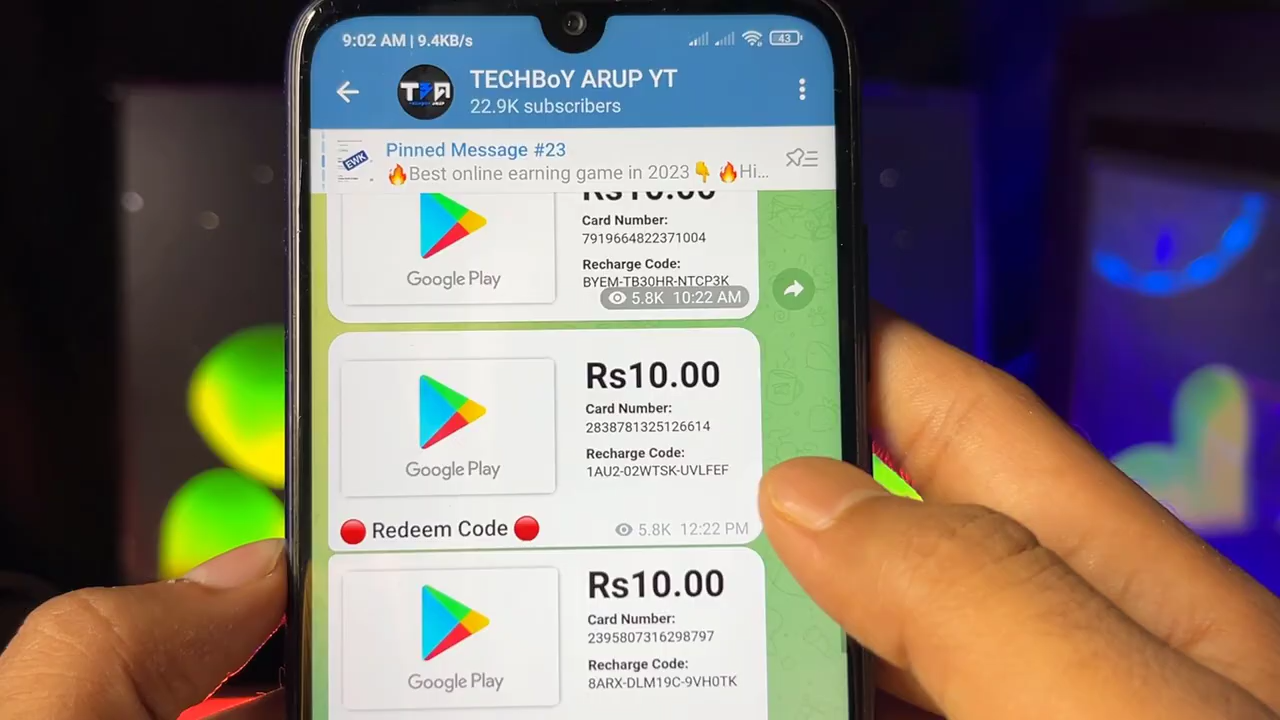 9:02 AM | 9.4KB/s
43
TECHBoY ARUP YT
22.9K subscribers
Pinned Message #23
EWK
🔥Best online earning game in 2023👇 🔥Hi...
Rs10.00
Card Number:
7919664822371004
Recharge Code:
BYEM-TB30HR-NTCP3K
Google Play
5.8K 10:22 AM
Rs10.00
Card Number:
2838781325126614
Recharge Code:
1AU2-02WTSK-UVLFEF
Google Play
🔴 Redeem Code 🔴
5.8K 12:22 PM
Rs10.00
Card Number:
2395807316298797
Recharge Code:
8ARX-DLM19C-9VH0TK
Google Play